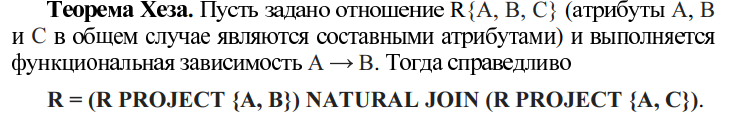 Теорема Хеза. Пусть задано отношение R{A, B, C} (атрибуты A, B
и C в общем случае являются составными атрибутами) и выполняется
функциональная зависимость A → B. Тогда справедливо
R = (R PROJECT {A, B}) NATURAL JOIN (R PROJECT {A, C}).